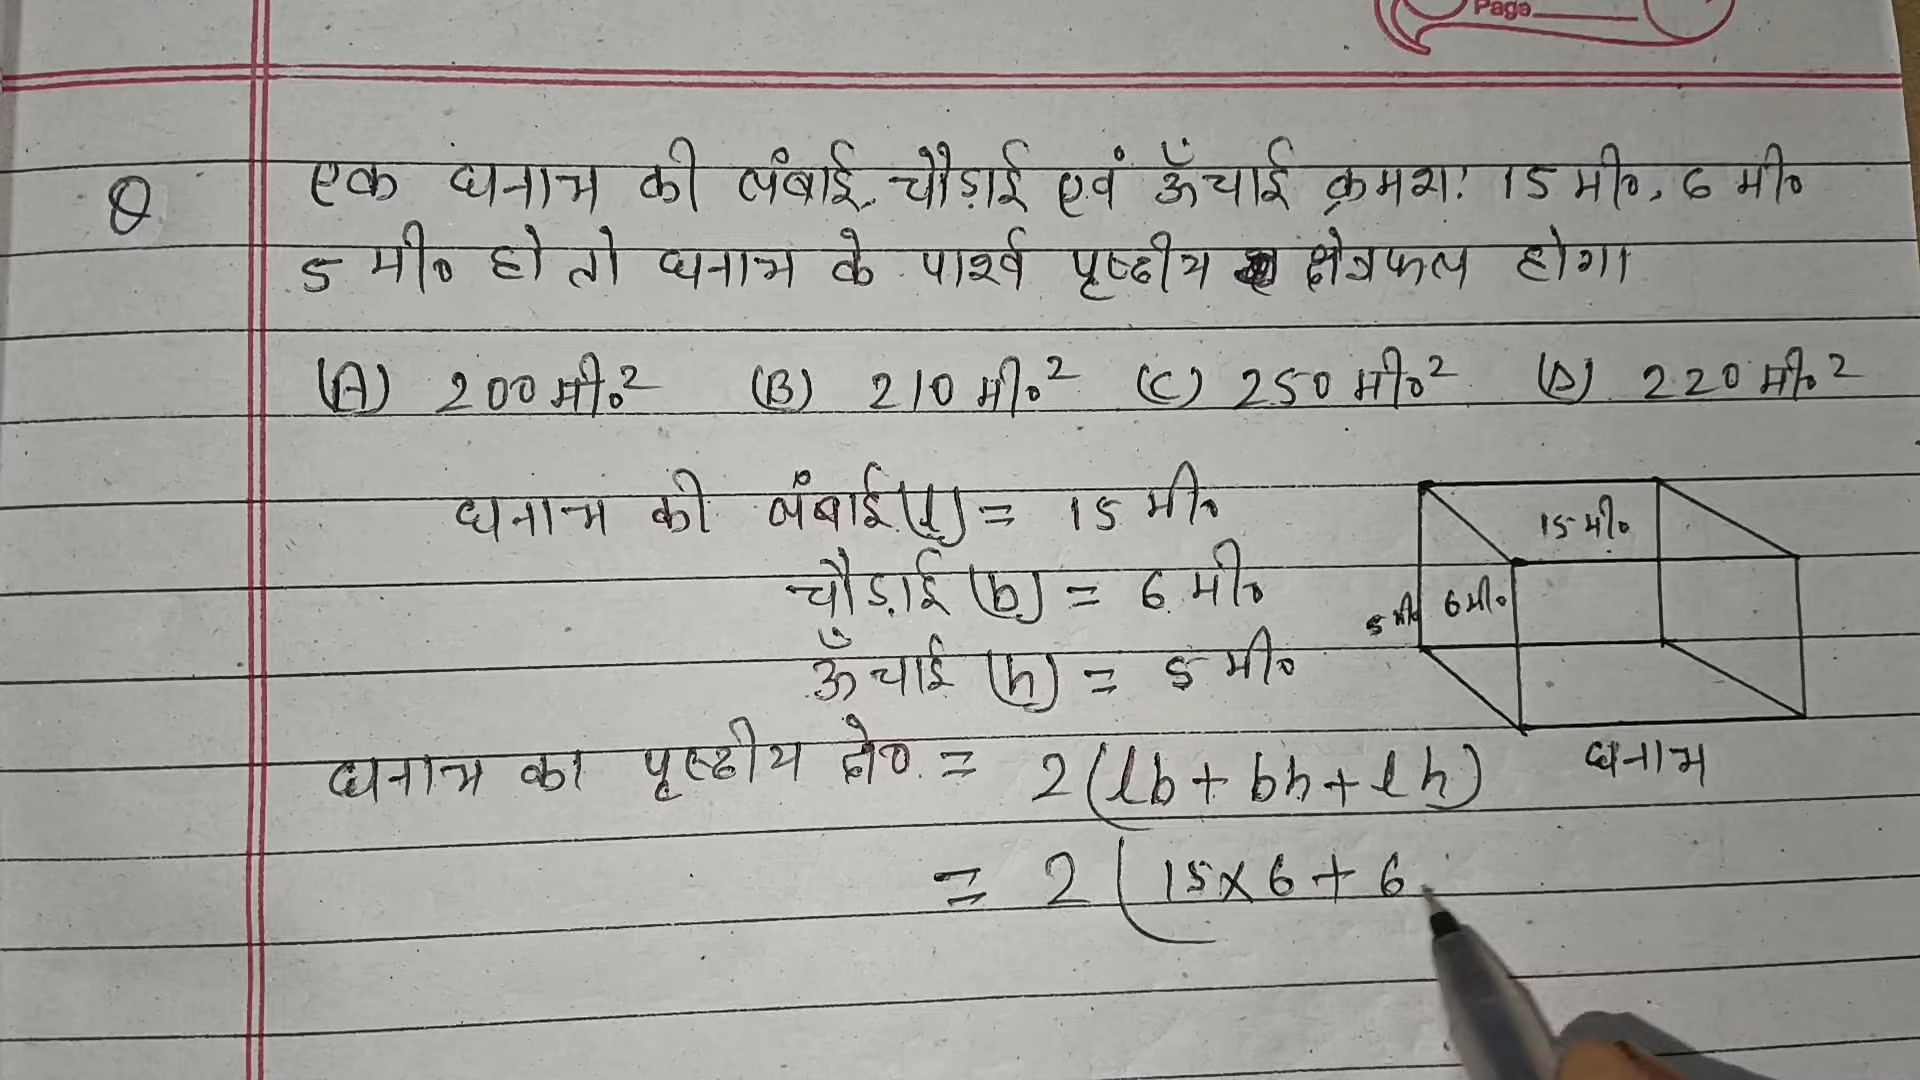 Page
Q एक घनाभ की लंबाई, चौड़ाई एवं ऊँचाई क्रमशः 15 मी०, 6 मी०
5 मी० हो तो घनाभ के पार्श्व पृष्ठीय क्षेत्रफल होगा
(A) 200 मी०² (B) 210 मी०² (C) 250 मी०² (D) 220 मी०²
घनाभ की लंबाई (l) = 15 मी०
चौड़ाई (b) = 6 मी०
ऊँचाई (h) = 5 मी०
15 मी०
5 मी० 6 मी०
घनाभ
घनाभ का पृष्ठीय क्षे० = 2(lb + bh + lh)
= 2(15×6+6